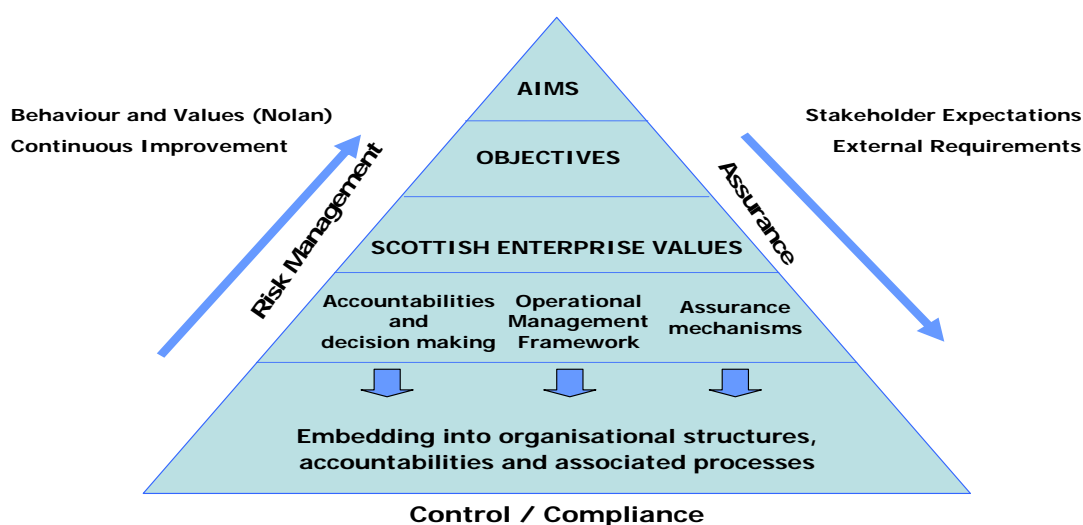 AIMS
Behaviour and Values (Nolan)
Continuous Improvement
Stakeholder Expectations
External Requirements
OBJECTIVES
Risk Management
Assurance
SCOTTISH ENTERPRISE VALUES
Accountabilities
and
decision making
Operational
Management
Framework
Assurance
mechanisms
Embedding into organisational structures,
accountabilities and associated processes
Control / Compliance